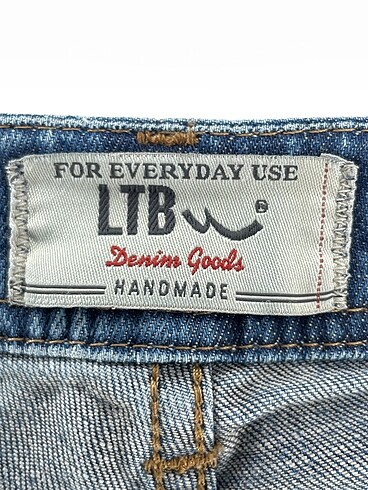 FOR EVERYDAY USE
LTB ®
Denim Goods
HANDMADE